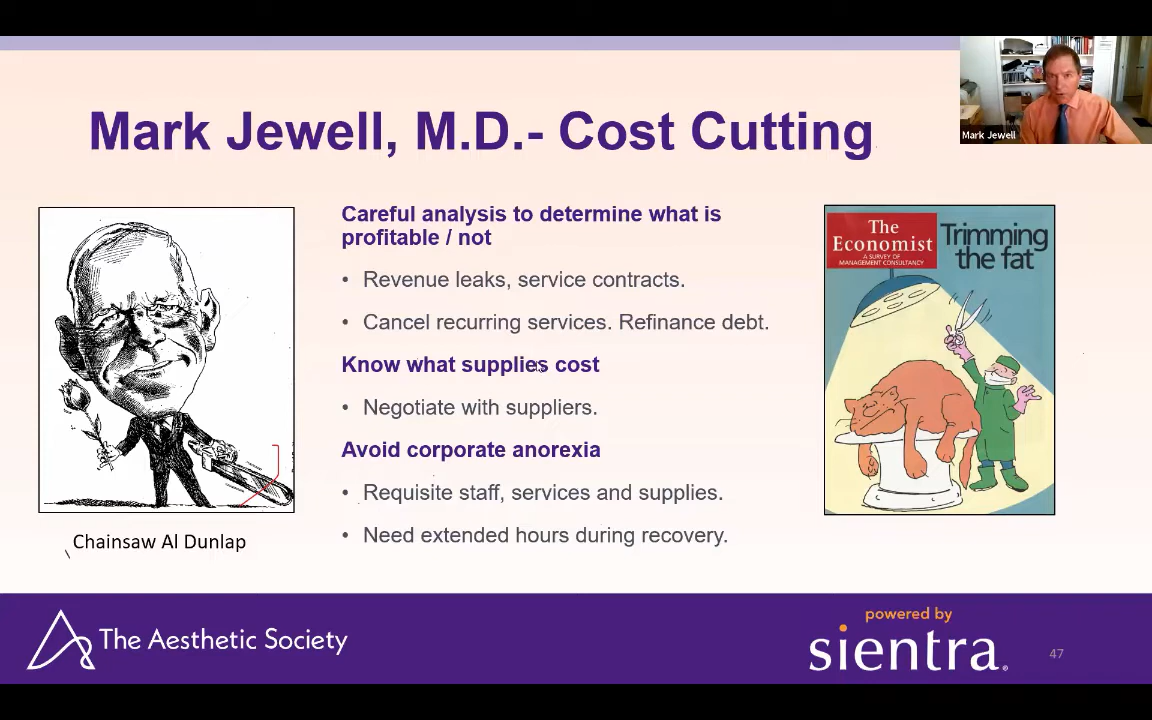 Mark Jewell, M.D.- Cost Cutting
Mark Jewell
Careful analysis to determine what is
profitable / not
• Revenue leaks, service contracts.
• Cancel recurring services. Refinance debt.
Know what supplies cost
• Negotiate with suppliers.
Avoid corporate anorexia
• Requisite staff, services and supplies.
• Need extended hours during recovery.
Chainsaw Al Dunlap
The
Economist
A SURVEY OF
MANAGEMENT CONSULTANCY
Trimming
the fat
The Aesthetic Society
powered by
sientra®
47